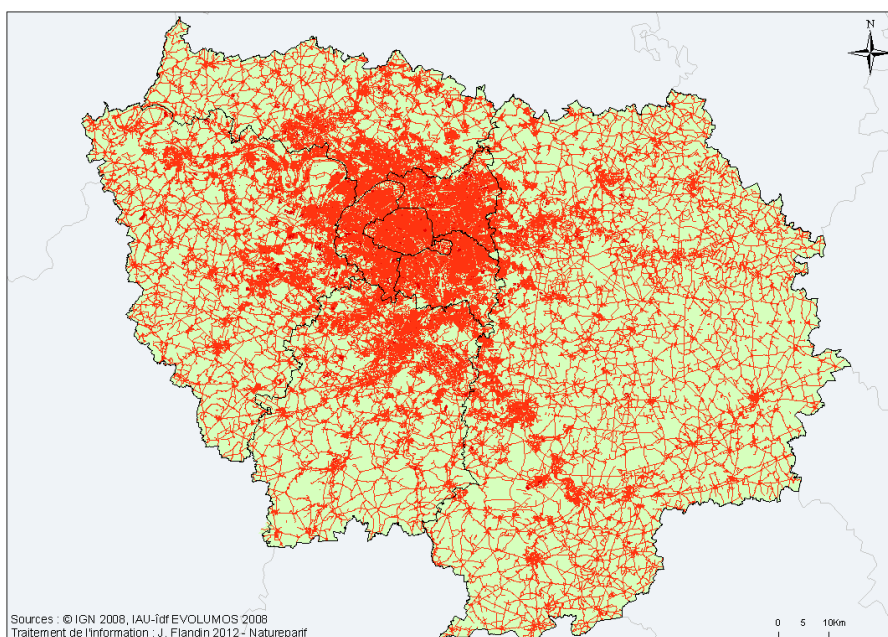 N
Sources : © IGN 2008, IAU-îdf EVOLUMOS 2008
Traitement de l'information : J. Flandin 2012 - Natureparif
0 5 10Km